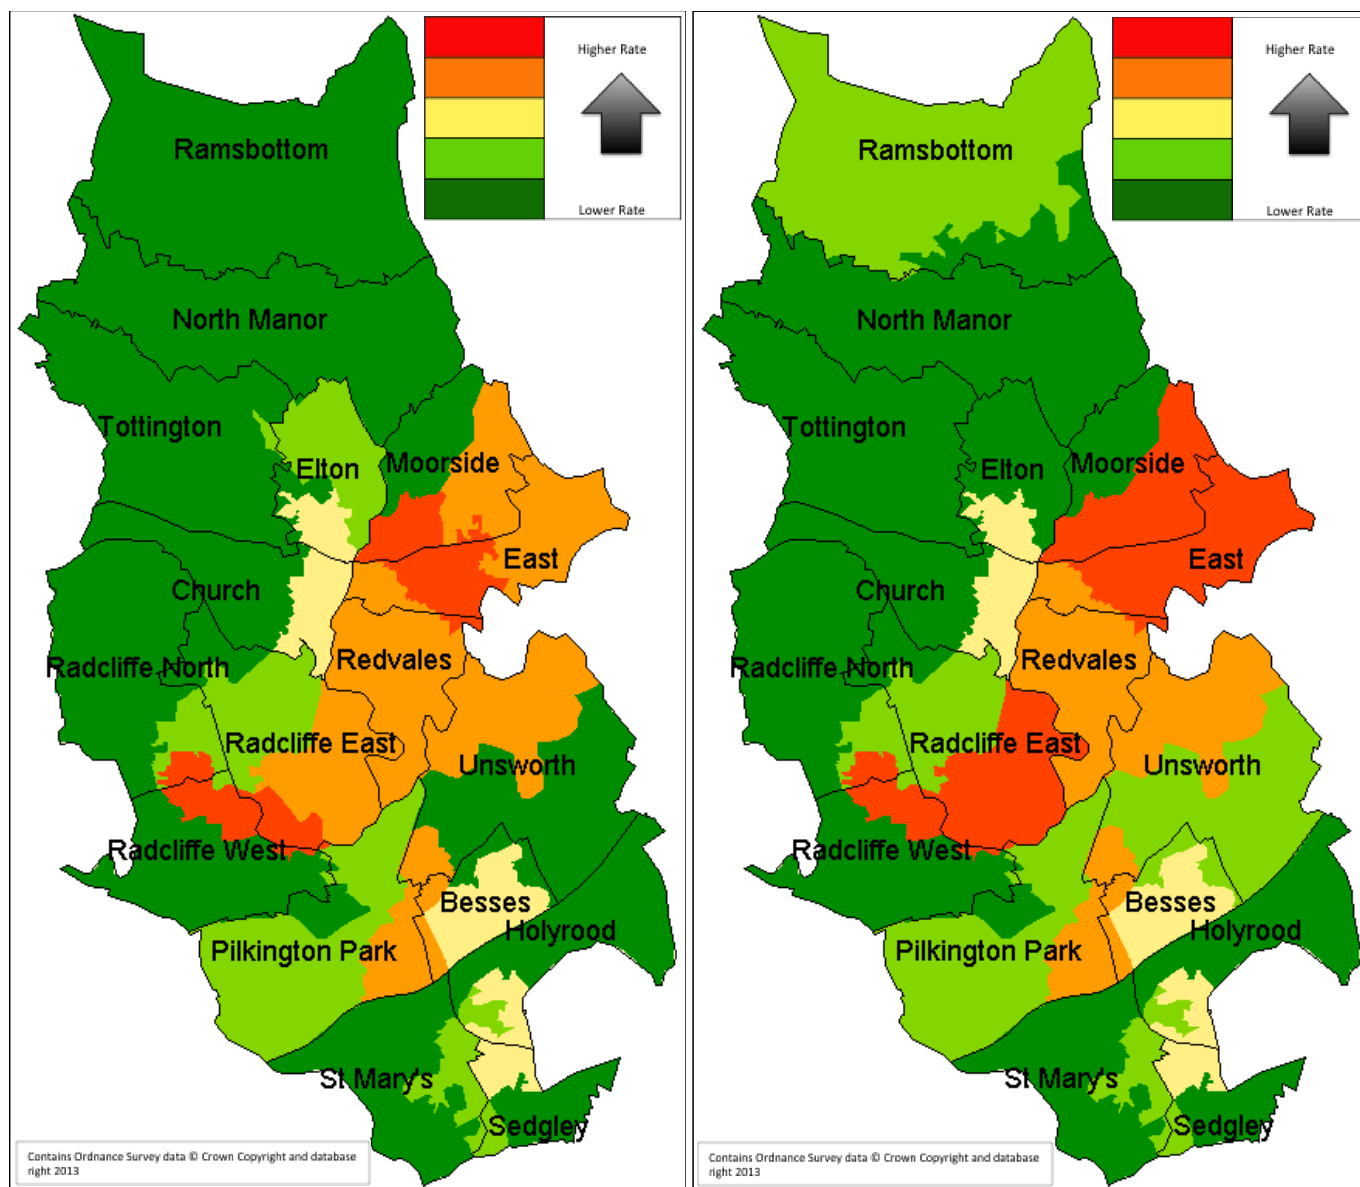 Higher Rate
Lower Rate
Ramsbottom
North Manor
Tottington
Elton
Moorside
East
Church
Radcliffe North
Redvales
Radcliffe East
Unsworth
Radcliffe West
Besses
Holyrood
Pilkington Park
St Mary's
Sedgley
Contains Ordnance Survey data © Crown Copyright and database
right 2013
Higher Rate
Lower Rate
Ramsbottom
North Manor
Tottington
Elton
Moorside
East
Church
Radcliffe North
Redvales
Radcliffe East
Unsworth
Radcliffe West
Besses
Holyrood
Pilkington Park
St Mary's
Sedgley
Contains Ordnance Survey data © Crown Copyright and database
right 2013